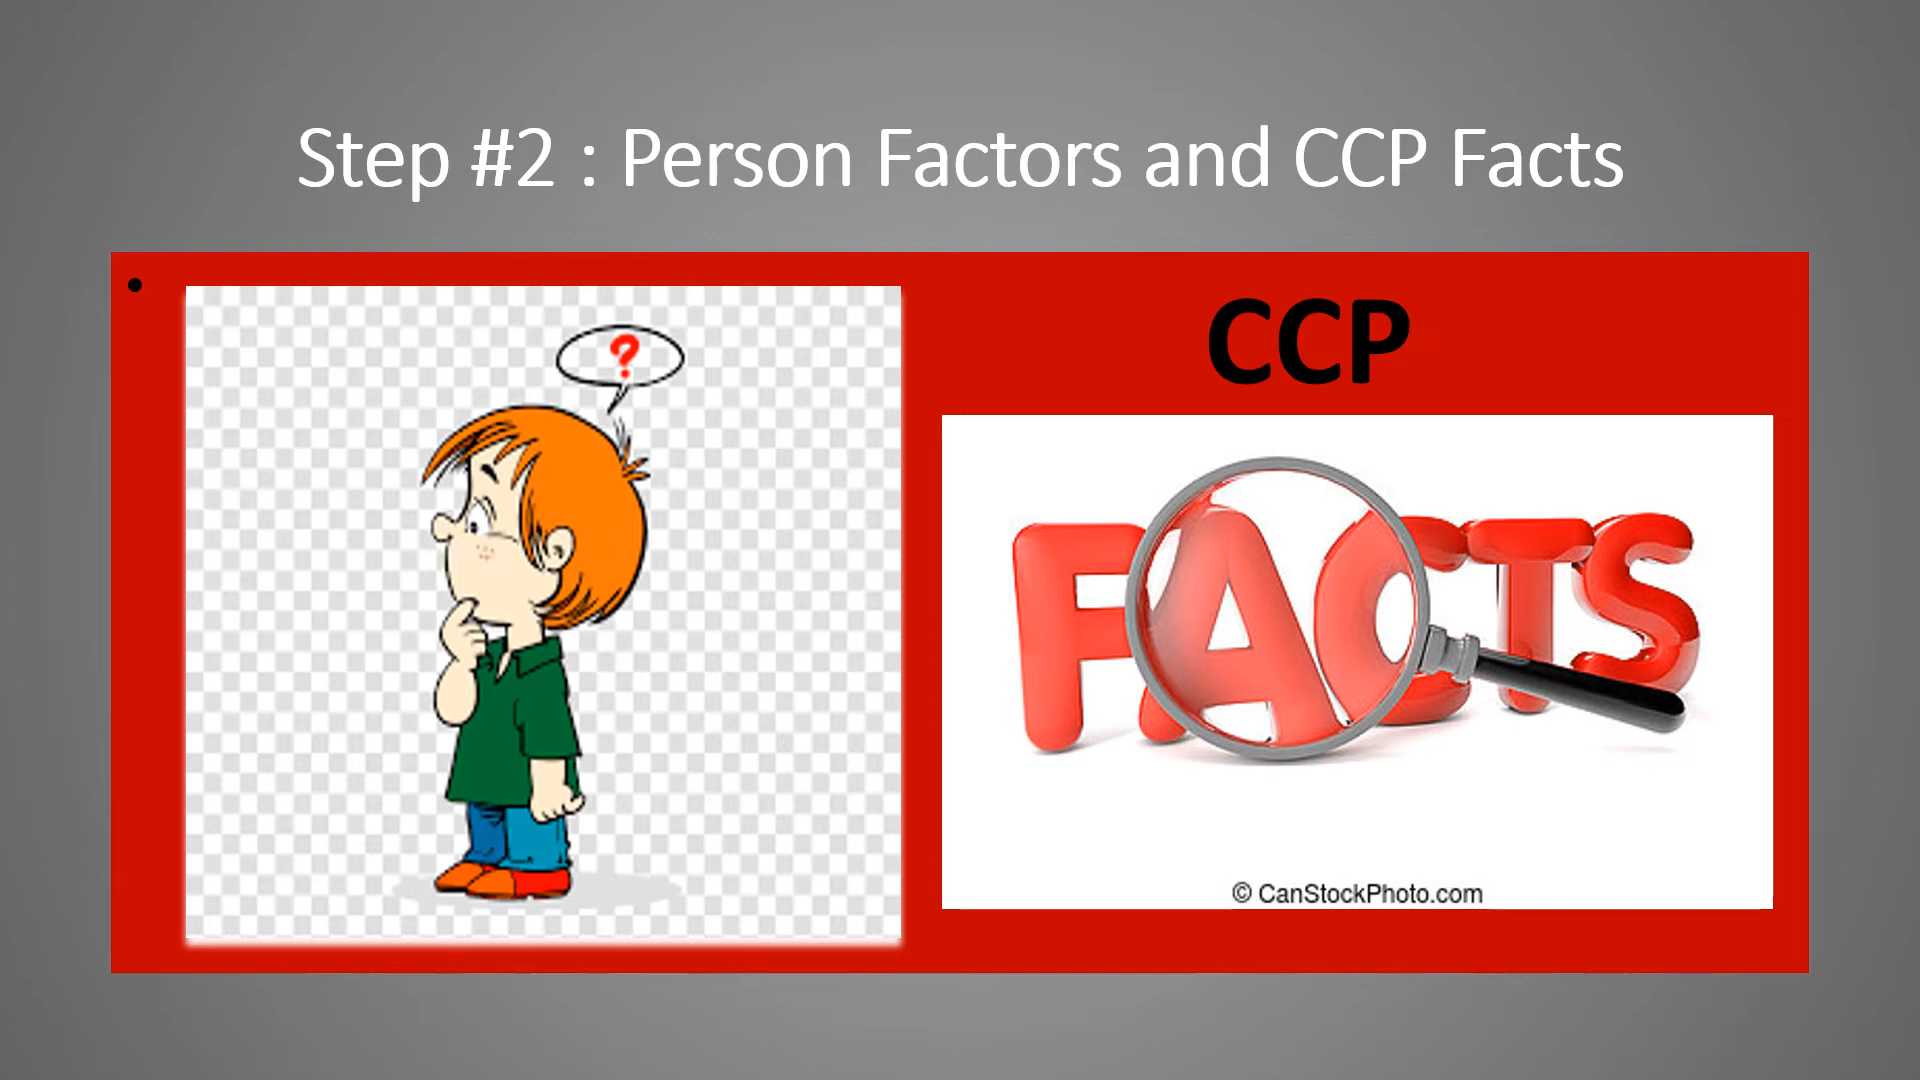 Step #2 : Person Factors and CCP Facts
•
?
CCP
FACTS
© CanStockPhoto.com